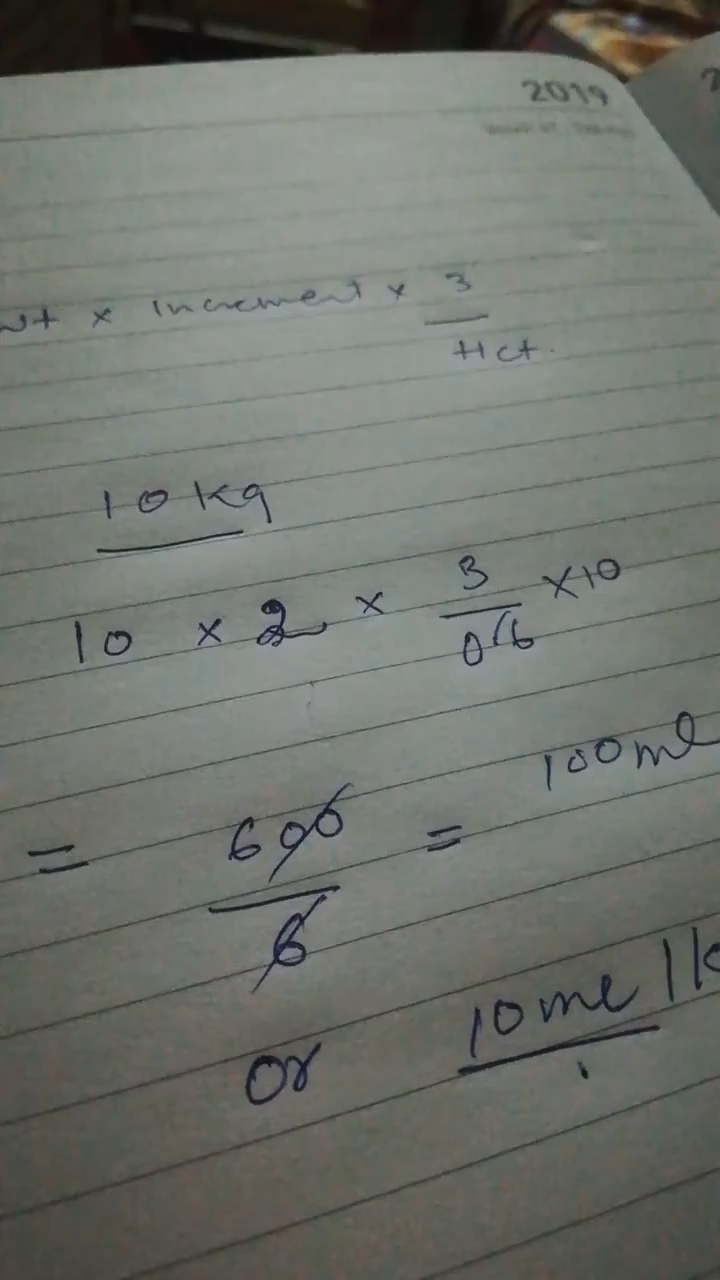 2019
wt x increment x 3
Hct.
10 kg
10 x 2 x 3 x10
0.6
= 600 = 100ml
6
or 10ml/k